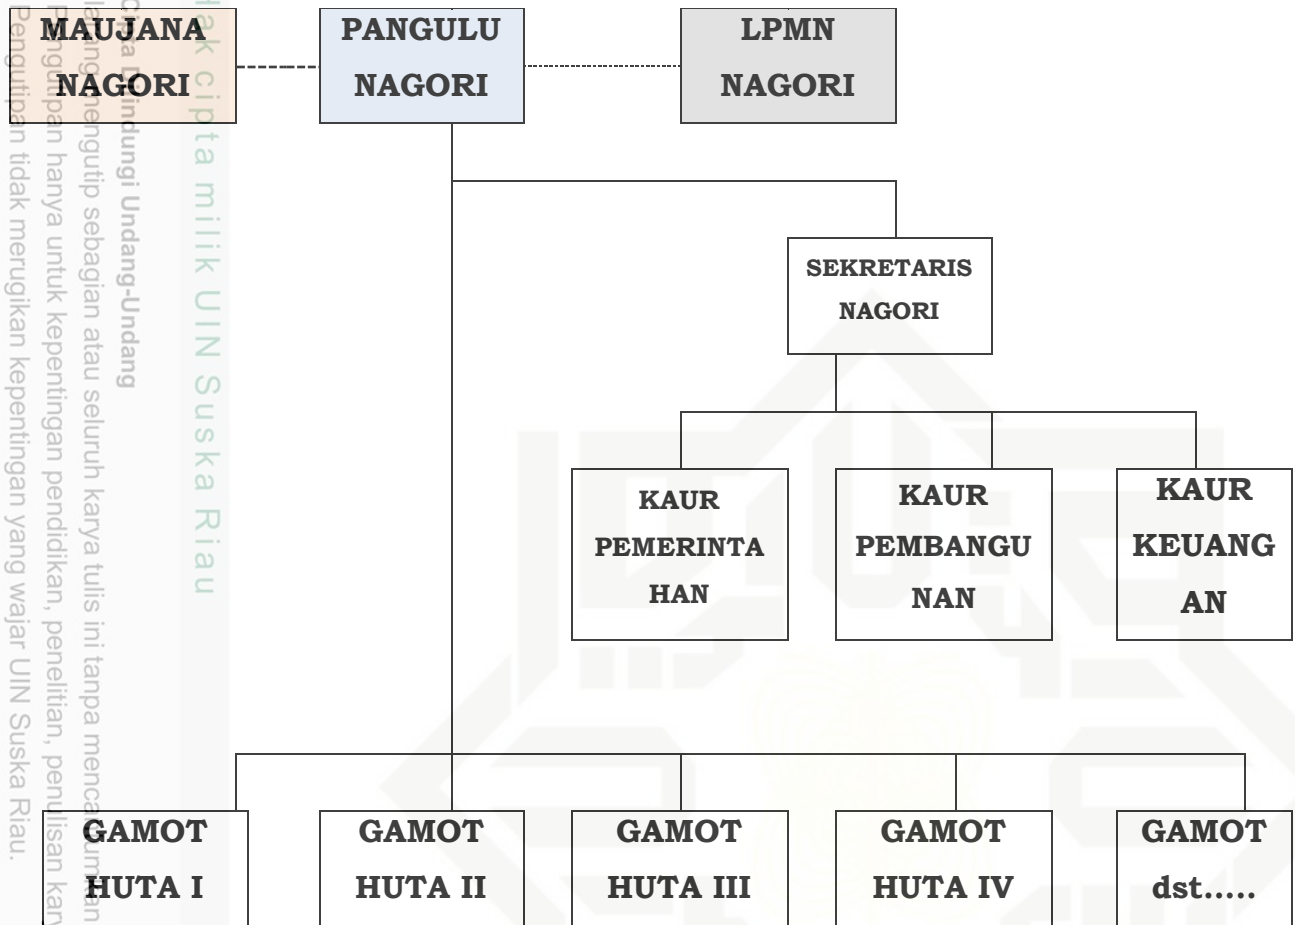 MAUJANA
NAGORI
PANGULU
NAGORI
LPMN
NAGORI
SEKRETARIS
NAGORI
KAUR
PEMERINTA
HAN
KAUR
PEMBANGU
NAN
KAUR
KEUANG
AN
GAMOT
HUTA I
GAMOT
HUTA II
GAMOT
HUTA III
GAMOT
HUTA IV
GAMOT
dst.....
cipta milik UIN Suska Riau
Dilindungi Undang-Undang
mengutip sebagian atau seluruh karya tulis ini tanpa
Pengutipan hanya untuk kepentingan pendidikan, penelitian, penulisan
Pengutipan tidak merugikan kepentingan yang wajar UIN Suska Riau.